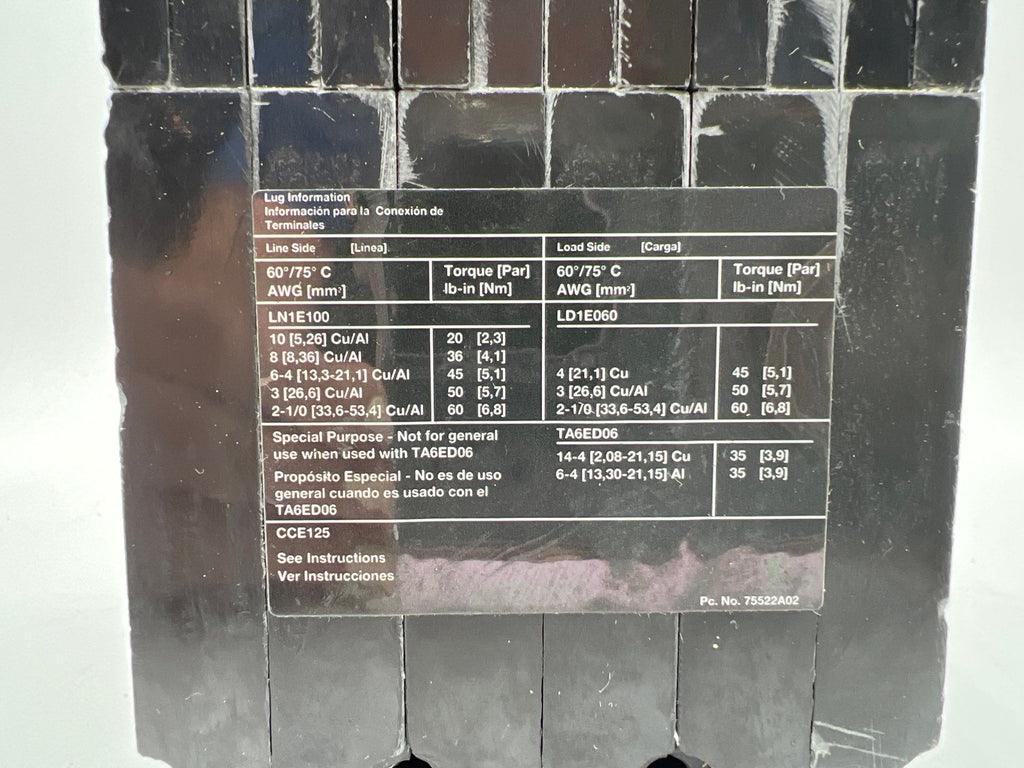 Lug Information
Información para la Conexión de
Terminales
Line Side [Línea]
Load Side [Carga]
60°/75° C
AWG [mm²]
Torque [Par]
lb-in [Nm]
60°/75° C
AWG [mm²]
Torque [Par]
lb-in [Nm]
LN1E100
10 [5,26] Cu/Al 20 [2,3]
8 [8,36] Cu/Al 36 [4,1]
6-4 [13,3-21,1] Cu/Al 45 [5,1]
3 [26,6] Cu/Al 50 [5,7]
2-1/0 [33,6-53,4] Cu/Al 60 [6,8]
LD1E060
4 [21,1] Cu 45 [5,1]
3 [26,6] Cu/Al 50 [5,7]
2-1/0 [33,6-53,4] Cu/Al 60 [6,8]
Special Purpose - Not for general
use when used with TA6ED06
Propósito Especial - No es de uso
general cuando es usado con el
TA6ED06
TA6ED06
14-4 [2,08-21,15] Cu 35 [3,9]
6-4 [13,30-21,15] Al 35 [3,9]
CCE125
See Instructions
Ver Instrucciones
Pc. No. 75522A02